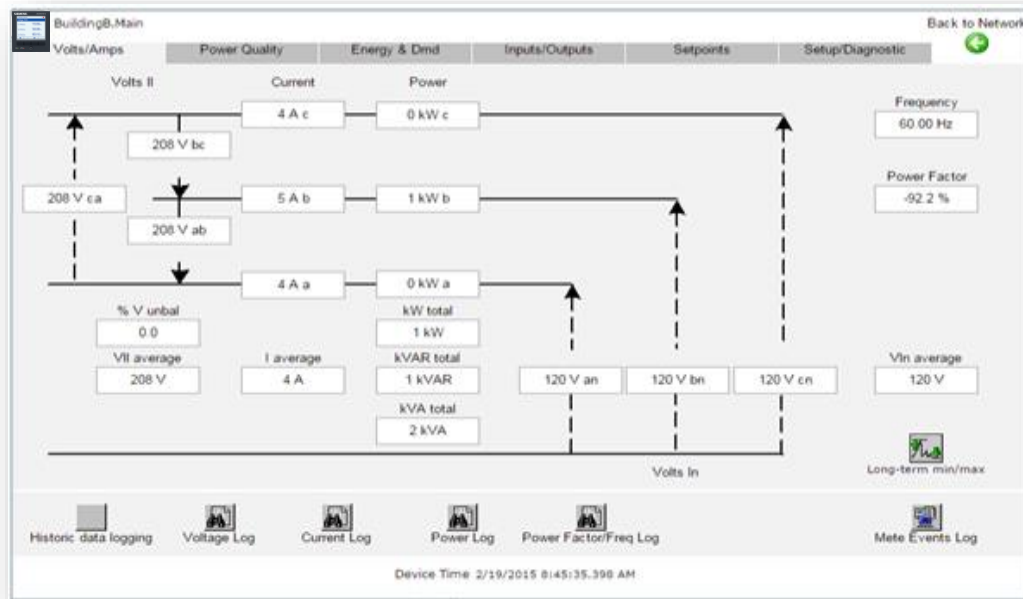 BuildingB.Main
Back to Network
Volts/Amps Power Quality Energy & Dmd Inputs/Outputs Setpoints Setup/Diagnostic
Volts ll Current Power
4 A c 0 kW c
Frequency
60.00 Hz
208 V bc
Power Factor
-92.2 %
208 V ca 5 A b 1 kW b
208 V ab
4 A a 0 kW a
% V unbal kW total
0.0 1 kW
Vll average I average kVAR total Vln average
208 V 4 A 1 kVAR 120 V an 120 V bn 120 V cn 120 V
kVA total
2 kVA
Volts ln
Long-term min/max
Historic data logging Voltage Log Current Log Power Log Power Factor/Freq Log Mete Events Log
Device Time 2/19/2015 8:45:35.398 AM